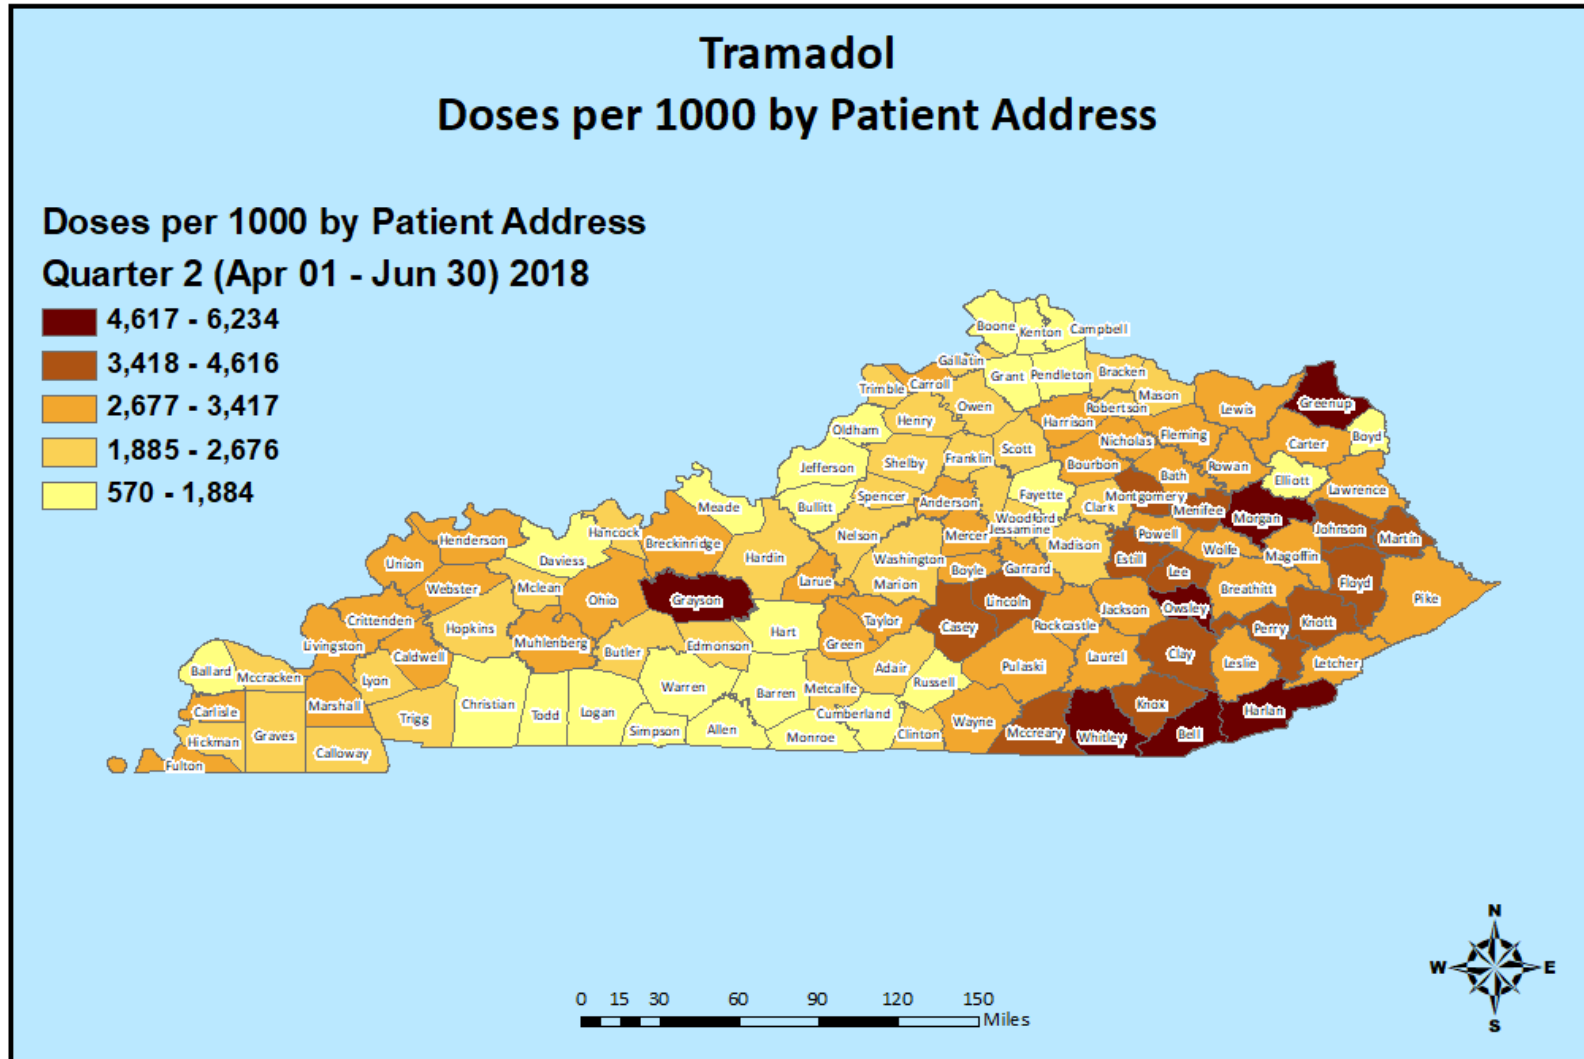 Tramadol
Doses per 1000 by Patient Address
Doses per 1000 by Patient Address
Quarter 2 (Apr 01 - Jun 30) 2018
4,617 - 6,234
3,418 - 4,616
2,677 - 3,417
1,885 - 2,676
570 - 1,884
Boone
Kenton
Campbell
Gallatin
Grant
Pendleton
Bracken
Trimble
Carroll
Mason
Owen
Robertson
Lewis
Greenup
Henry
Harrison
Oldham
Nicholas
Fleming
Carter
Boyd
Scott
Shelby
Franklin
Bourbon
Bath
Rowan
Jefferson
Elliott
Spencer
Anderson
Fayette
Montgomery
Lawrence
Meade
Bullitt
Clark
Menifee
Woodford
Morgan
Hancock
Nelson
Mercer
Jessamine
Powell
Johnson
Martin
Henderson
Breckinridge
Madison
Daviess
Hardin
Washington
Estill
Wolfe
Magoffin
Union
Boyle
Garrard
Lee
Webster
Mclean
Larue
Marion
Floyd
Breathitt
Ohio
Grayson
Lincoln
Owsley
Pike
Crittenden
Taylor
Jackson
Hopkins
Casey
Rockcastle
Perry
Knott
Livingston
Muhlenberg
Hart
Green
Butler
Edmonson
Caldwell
Laurel
Clay
Leslie
Letcher
Ballard
Mccracken
Lyon
Adair
Pulaski
Warren
Barren
Metcalfe
Russell
Carlisle
Marshall
Christian
Todd
Logan
Cumberland
Knox
Harlan
Trigg
Simpson
Allen
Monroe
Clinton
Wayne
Mccreary
Whitley
Bell
Hickman
Graves
Calloway
Fulton
N
W
E
S
0 15 30 60 90 120 150
Miles